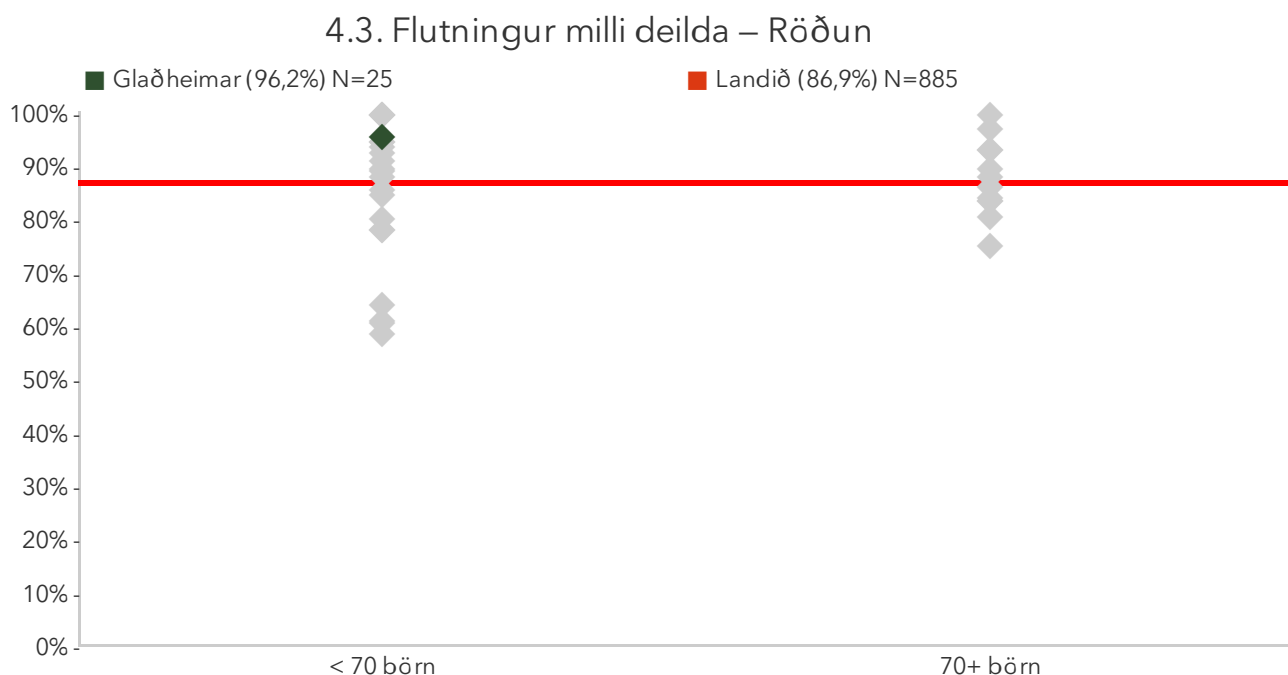 4.3. Flutningur milli deilda – Röðun
Glaðheimar (96,2%) N=25
Landið (86,9%) N=885
100%
90%
80%
70%
60%
50%
40%
30%
20%
10%
0%
< 70 börn
70+ börn